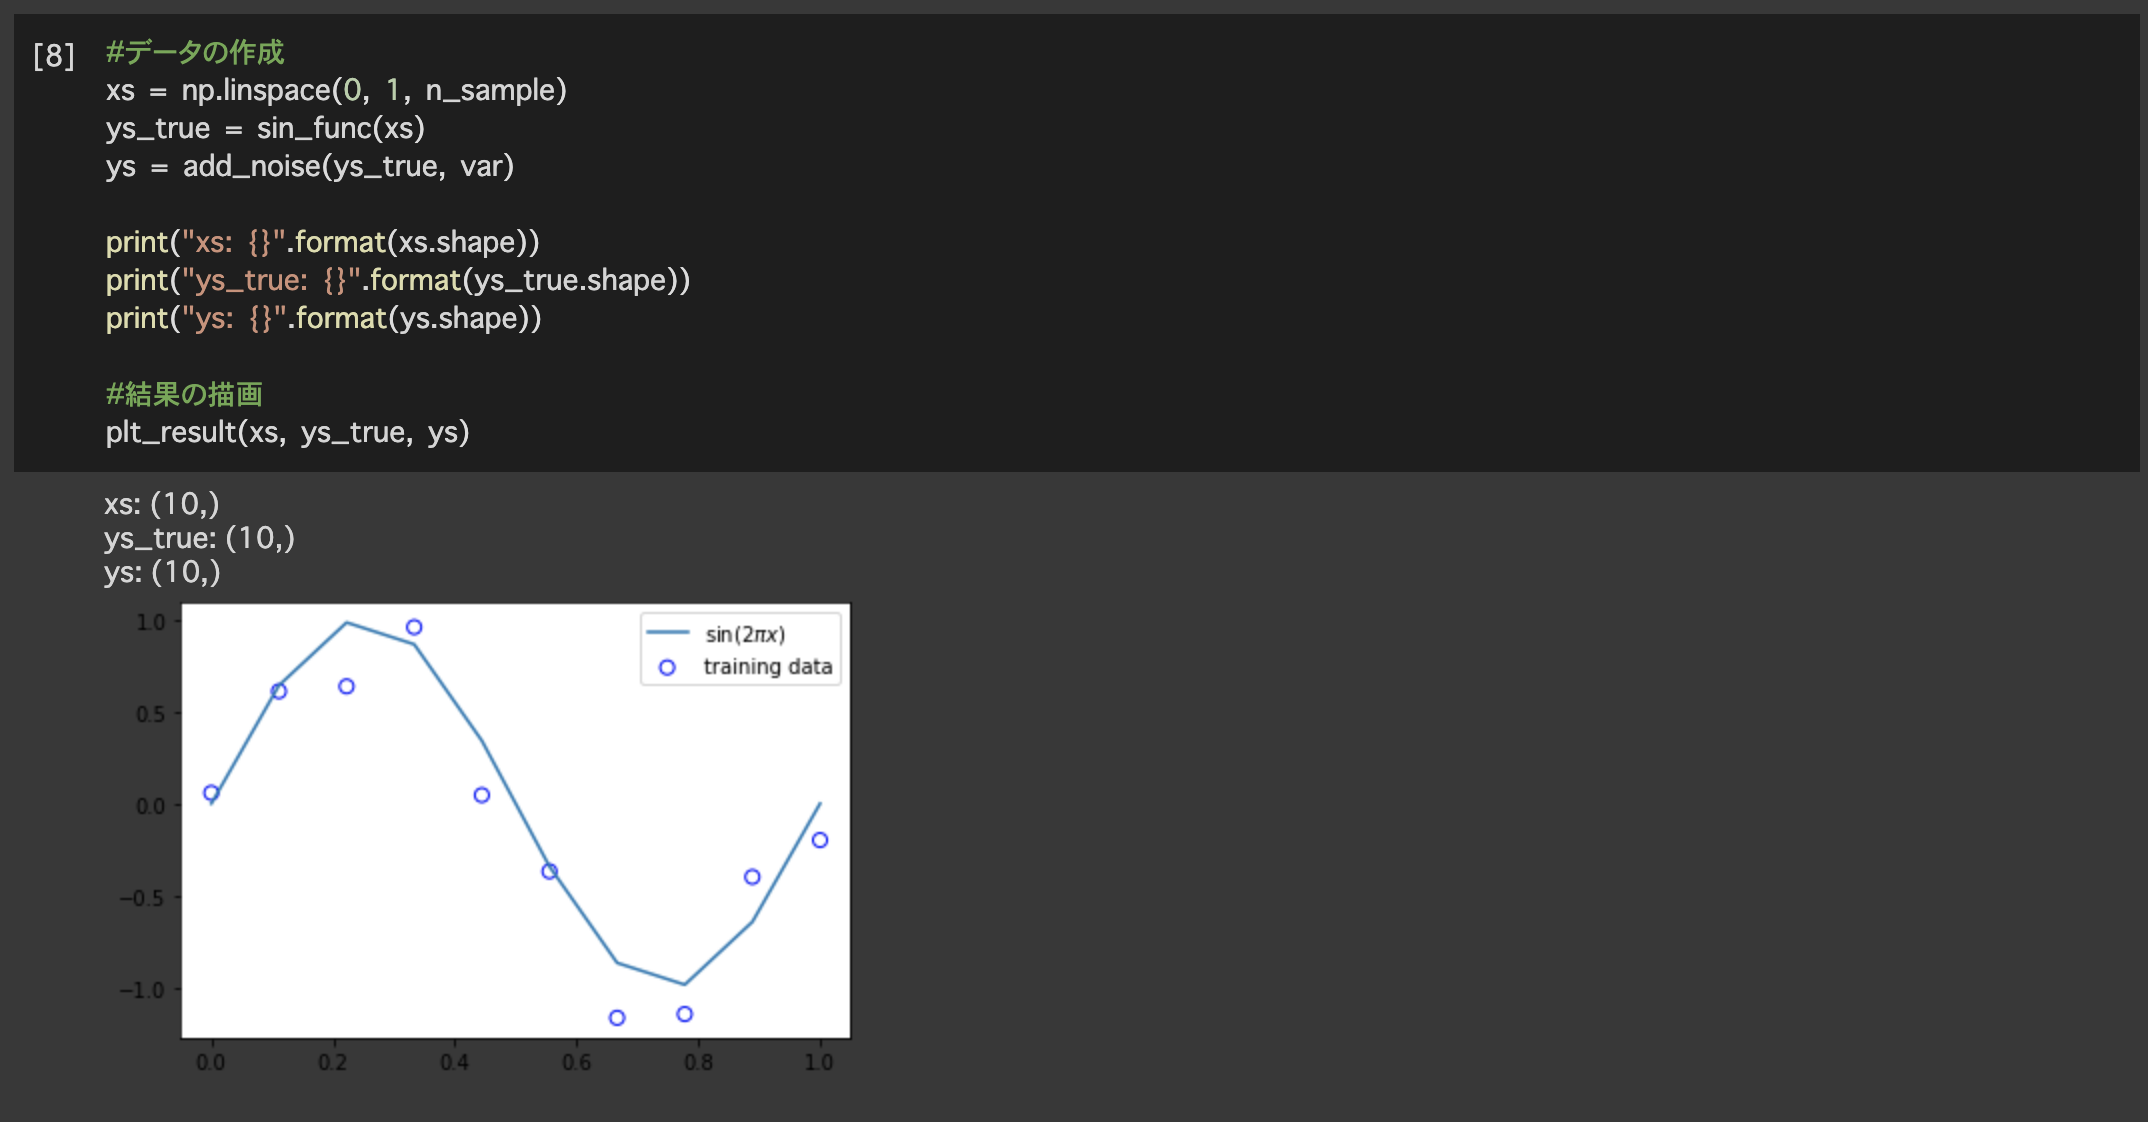 [8] #データの作成
xs = np.linspace(0, 1, n_sample)
ys_true = sin_func(xs)
ys = add_noise(ys_true, var)
print("xs: {}".format(xs.shape))
print("ys_true: {}".format(ys_true.shape))
print("ys: {}".format(ys.shape))
#結果の描画
plt_result(xs, ys_true, ys)
xs: (10,)
ys_true: (10,)
ys: (10,)
sin(2πx)
training data
1.0
0.5
0.0
−0.5
−1.0
0.0 0.2 0.4 0.6 0.8 1.0